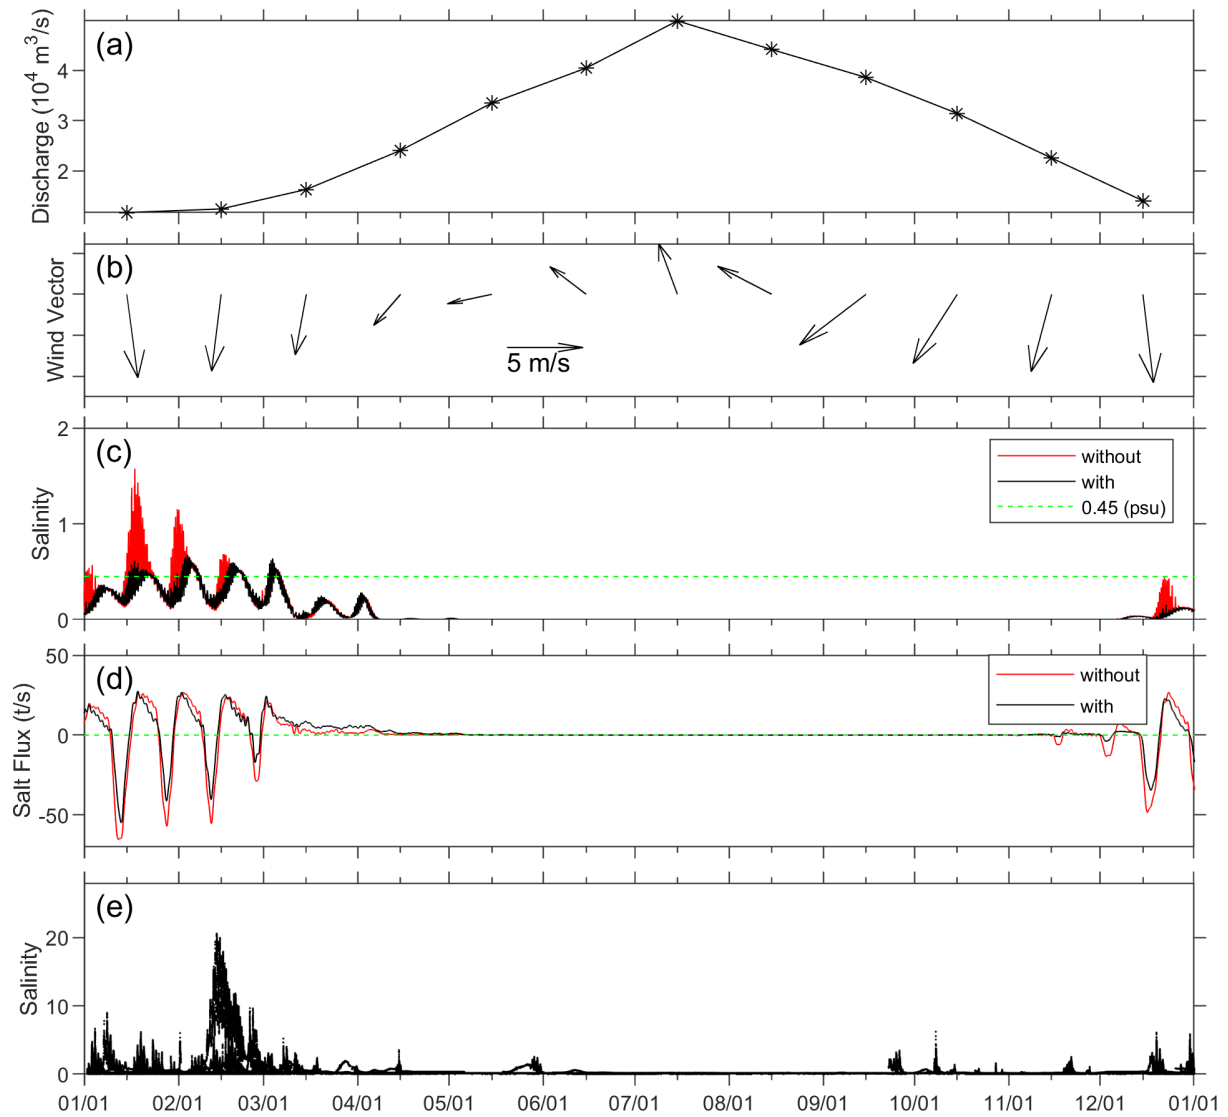 (a)
Discharge (10⁴ m³/s)
4
3
2
(b)
Wind Vector
5 m/s
(c)
Salinity
2
1
0
without
with
0.45 (psu)
(d)
Salt Flux (t/s)
50
0
-50
without
with
(e)
Salinity
20
10
0
01/01 02/01 03/01 04/01 05/01 06/01 07/01 08/01 09/01 10/01 11/01 12/01 01/01